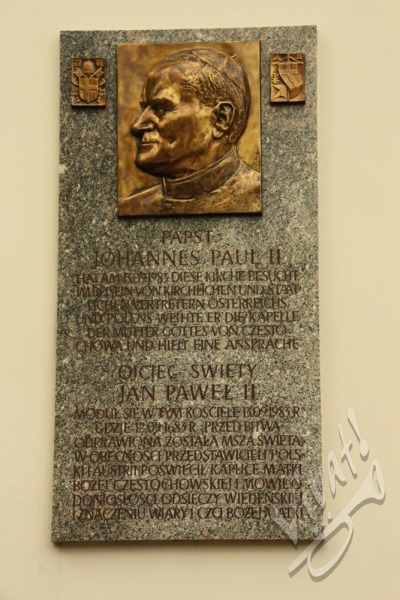 PAPST
JOHANNES PAUL II
HAT AM 13.09.1983 DIESE KIRCHE BESUCHT
IM BEISEIN VON KIRCHLICHEN UND STAAT
LICHEN VERTRETERN ÖSTERREICHS
UND POLENS WEIHTE ER DIE KAPELLE
DER MUTTER GOTTES VON CZĘSTO
CHOWA UND HIELT EINE ANSPRACHE
OJCIEC ŚWIĘTY
JAN PAWEŁ II
MODLIŁ SIĘ W TYM KOŚCIELE 13.09.1983 R.
GDZIE 12.09.1683 R. PRZED BITWĄ
ODPRAWIONA ZOSTAŁA MSZA ŚWIĘTA.
W OBECNOŚCI PRZEDSTAWICIELI POLS
KI I AUSTRII POŚWIĘCIŁ KAPLICĘ MATKI
BOŻEJ CZĘSTOCHOWSKIEJ I MÓWIŁ O
DONIOSŁOŚCI ODSIECZY WIEDEŃSKIEJ
I ZNACZENIU WIARY I CZCI BOŻEJ MATKI
Vivat!